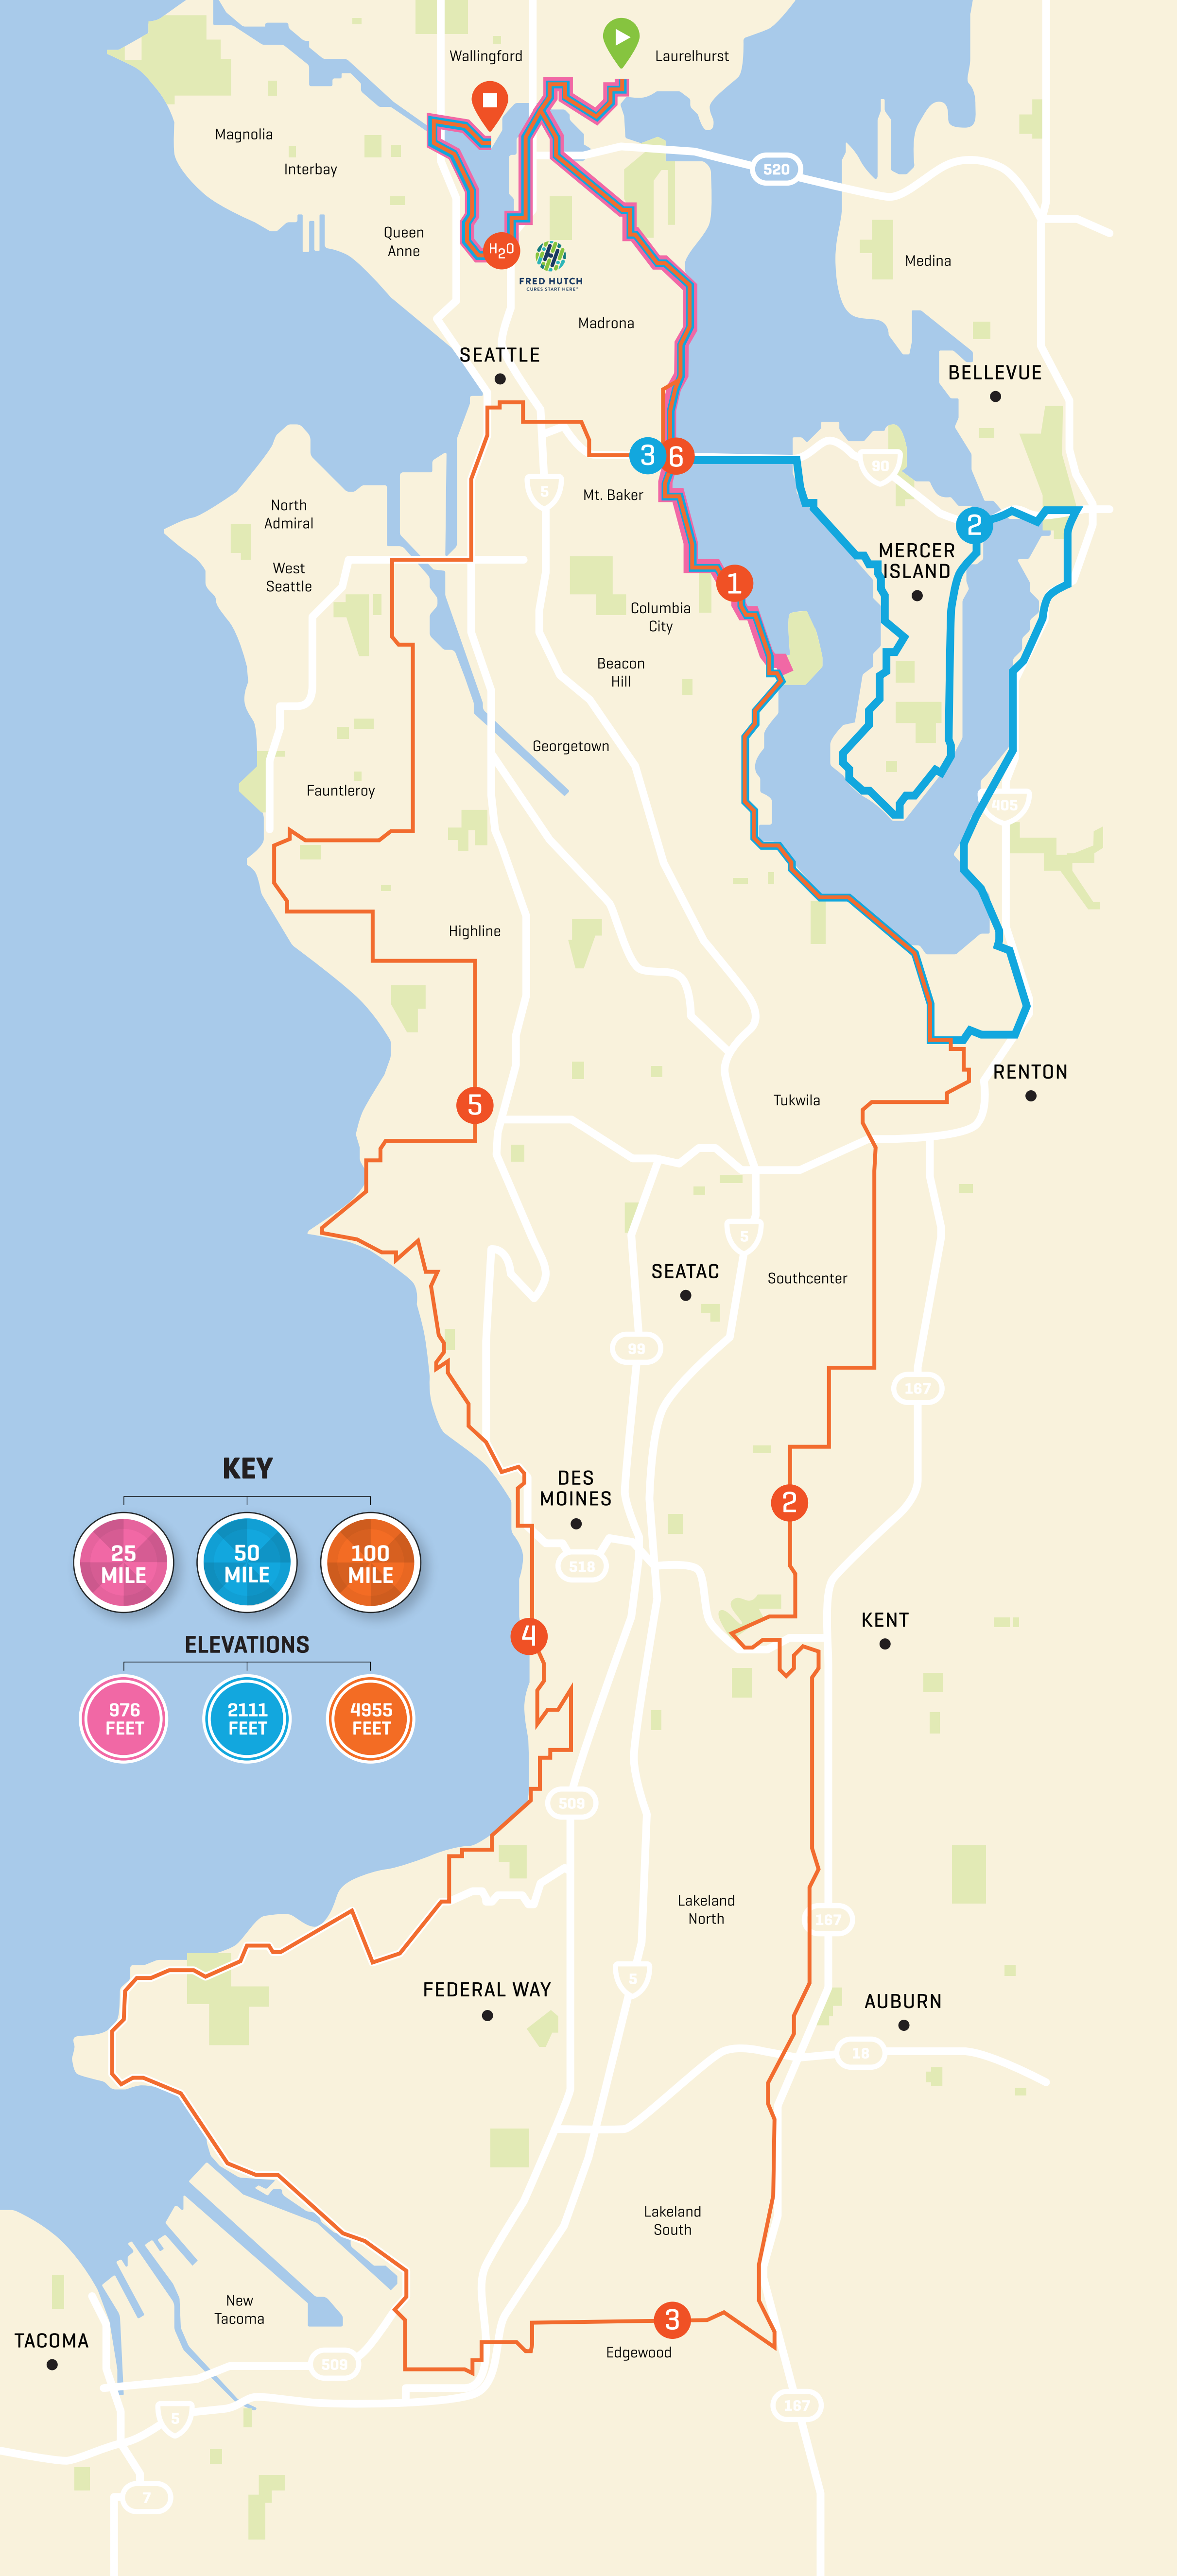 Wallingford
Laurelhurst
Magnolia
Interbay
520
Queen
Anne
H2O
FRED HUTCH
CURES START HERE™
Medina
Madrona
SEATTLE
BELLEVUE
3
6
90
5
Mt. Baker
North
Admiral
2
MERCER
ISLAND
West
Seattle
1
Columbia
City
Beacon
Hill
Georgetown
Fauntleroy
405
Highline
RENTON
Tukwila
5
5
SEATAC
Southcenter
99
167
KEY
DES
MOINES
2
25
MILE
50
MILE
100
MILE
518
KENT
4
ELEVATIONS
976
FEET
2111
FEET
4955
FEET
509
Lakeland
North
167
5
FEDERAL WAY
AUBURN
18
Lakeland
South
New
Tacoma
3
TACOMA
Edgewood
509
167
5
7